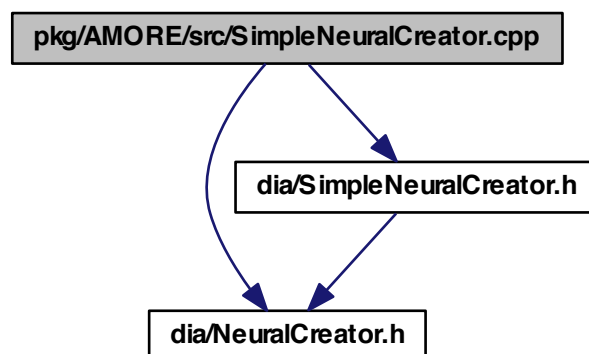 pkg/AMORE/src/SimpleNeuralCreator.cpp
dia/SimpleNeuralCreator.h
dia/NeuralCreator.h